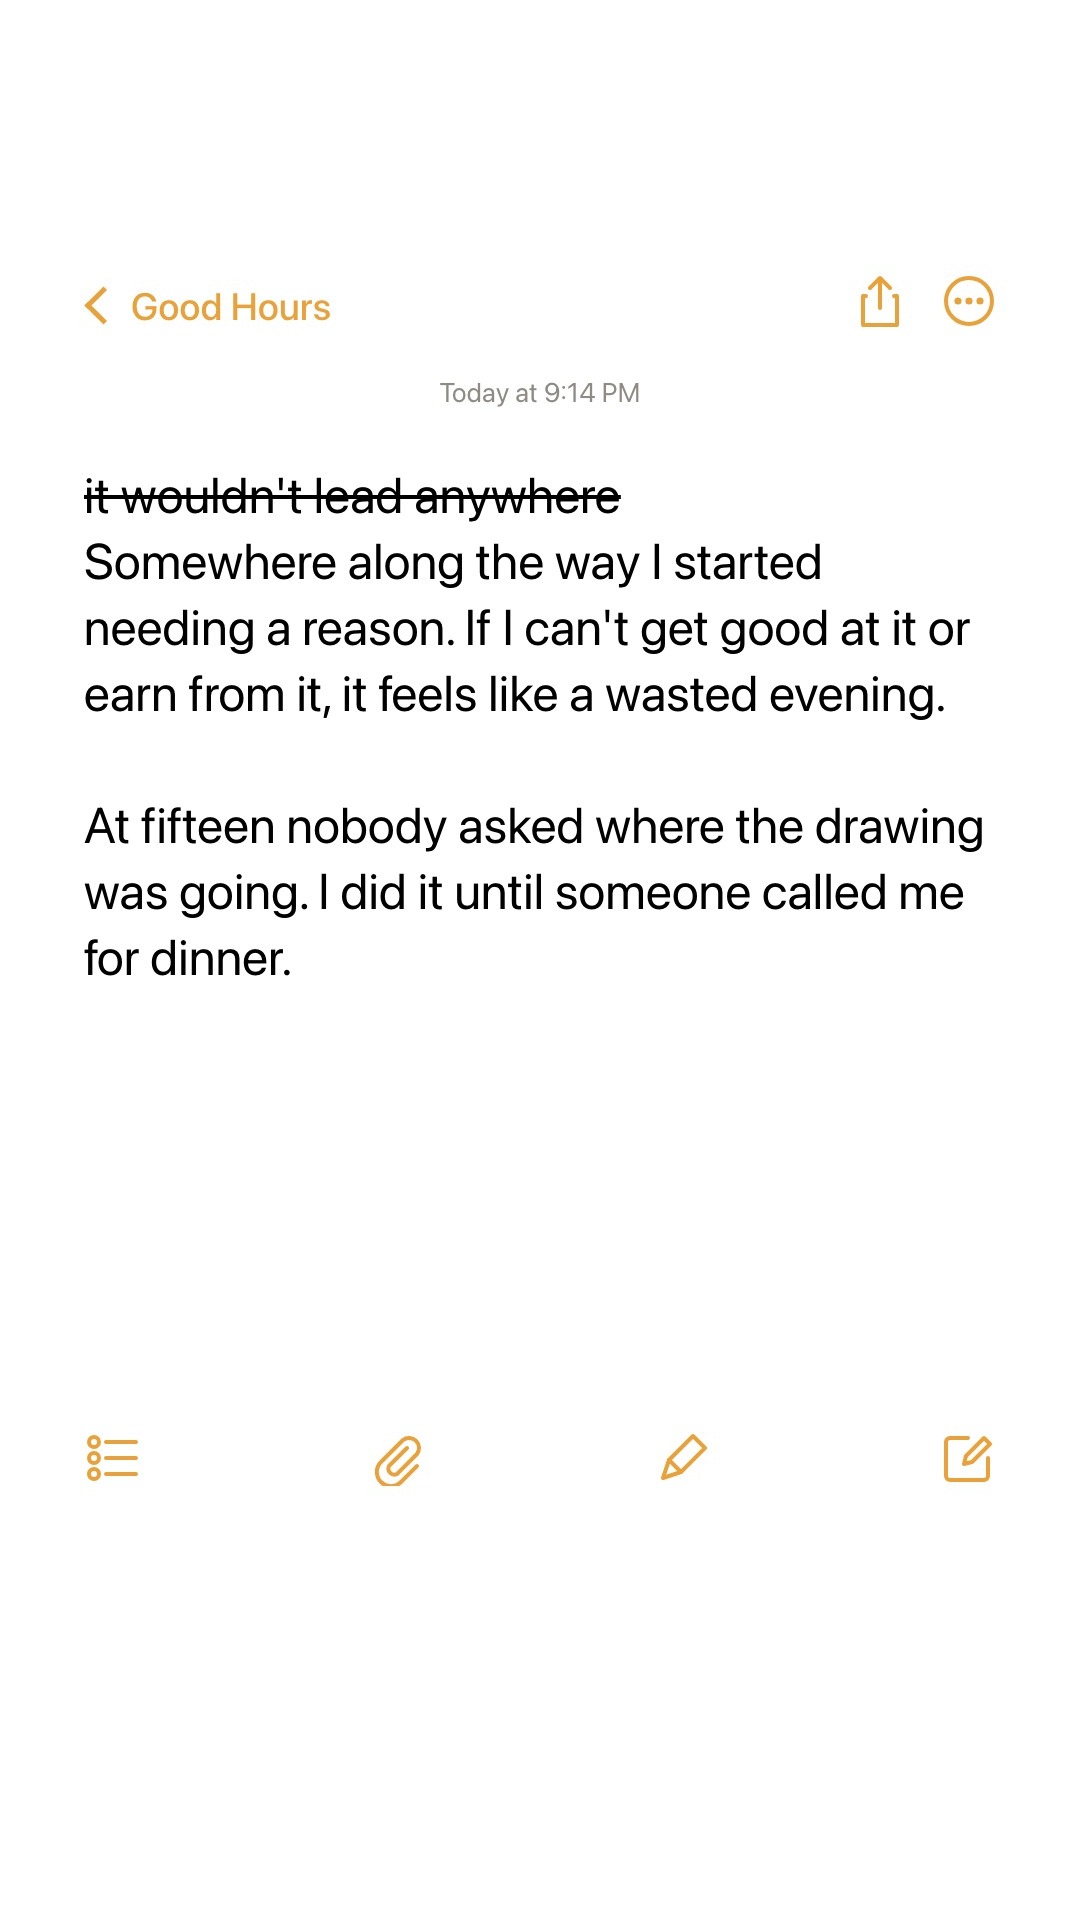 Good Hours
Today at 9:14 PM
it wouldn't lead anywhere
Somewhere along the way I started
needing a reason. If I can't get good at it or
earn from it, it feels like a wasted evening.
At fifteen nobody asked where the drawing
was going. I did it until someone called me
for dinner.